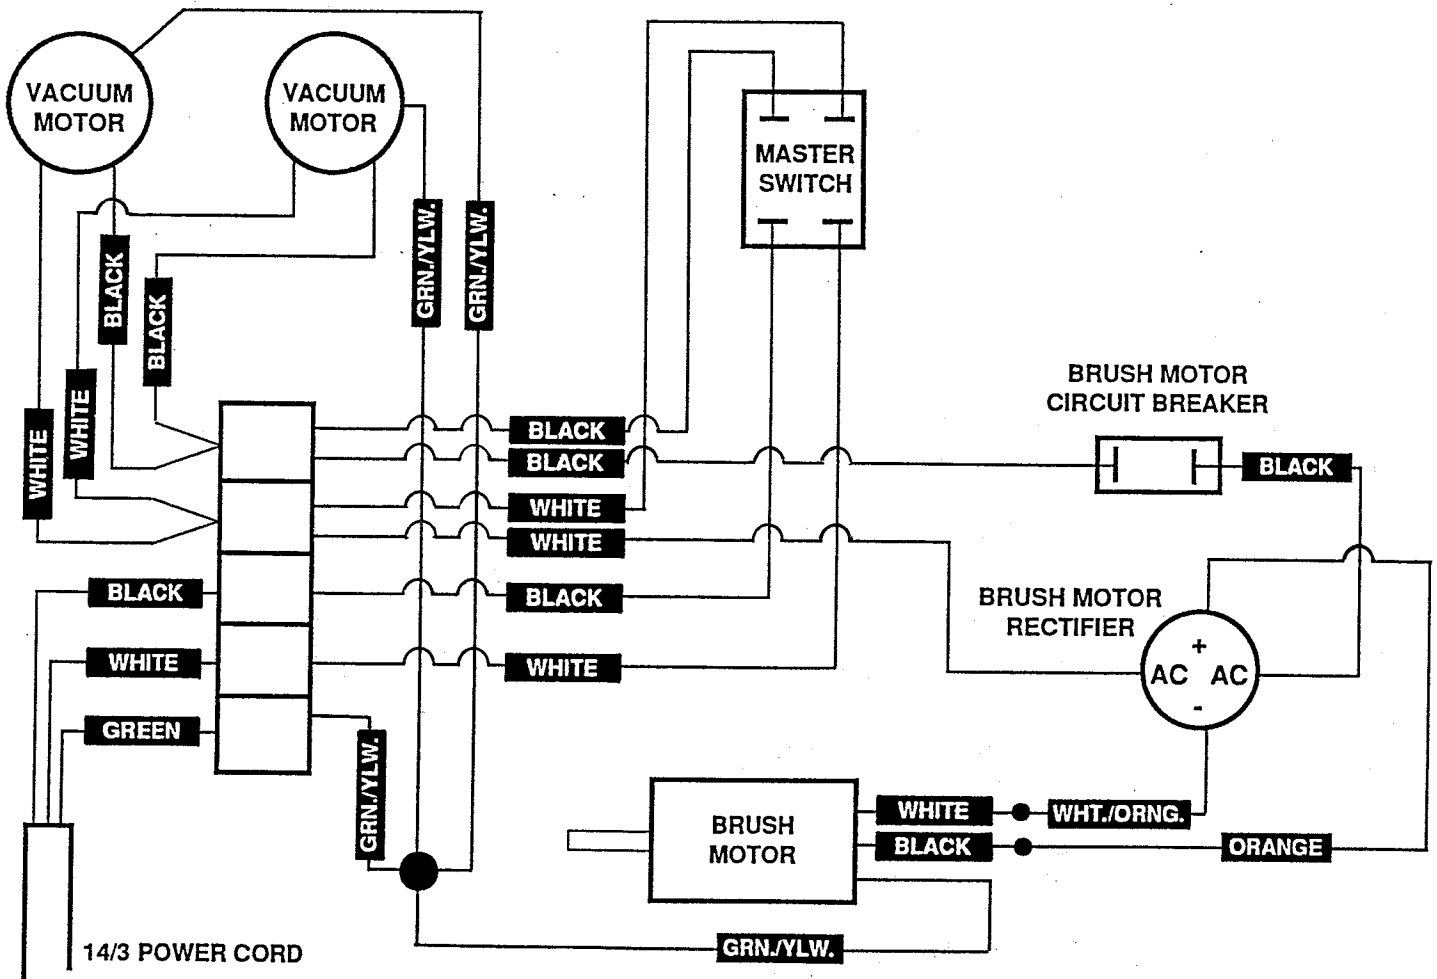 VACUUM
MOTOR
VACUUM
MOTOR
MASTER
SWITCH
GRN./YLW.
GRN./YLW.
BLACK
BLACK
WHITE
WHITE
BRUSH MOTOR
CIRCUIT BREAKER
BLACK
BLACK
BLACK
WHITE
WHITE
BLACK
BLACK
WHITE
WHITE
GREEN
GRN./YLW.
BRUSH MOTOR
RECTIFIER
+
AC AC
-
BRUSH
MOTOR
WHITE
WHT./ORNG.
BLACK
ORANGE
GRN./YLW.
14/3 POWER CORD